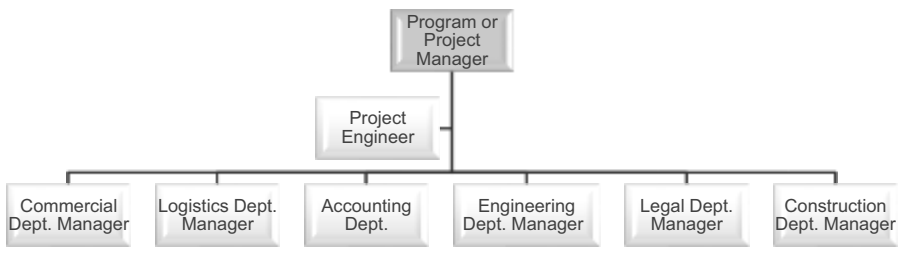 Program or
Project
Manager
Project
Engineer
Commercial
Dept. Manager
Logistics Dept.
Manager
Accounting
Dept.
Engineering
Dept. Manager
Legal Dept.
Manager
Construction
Dept. Manager